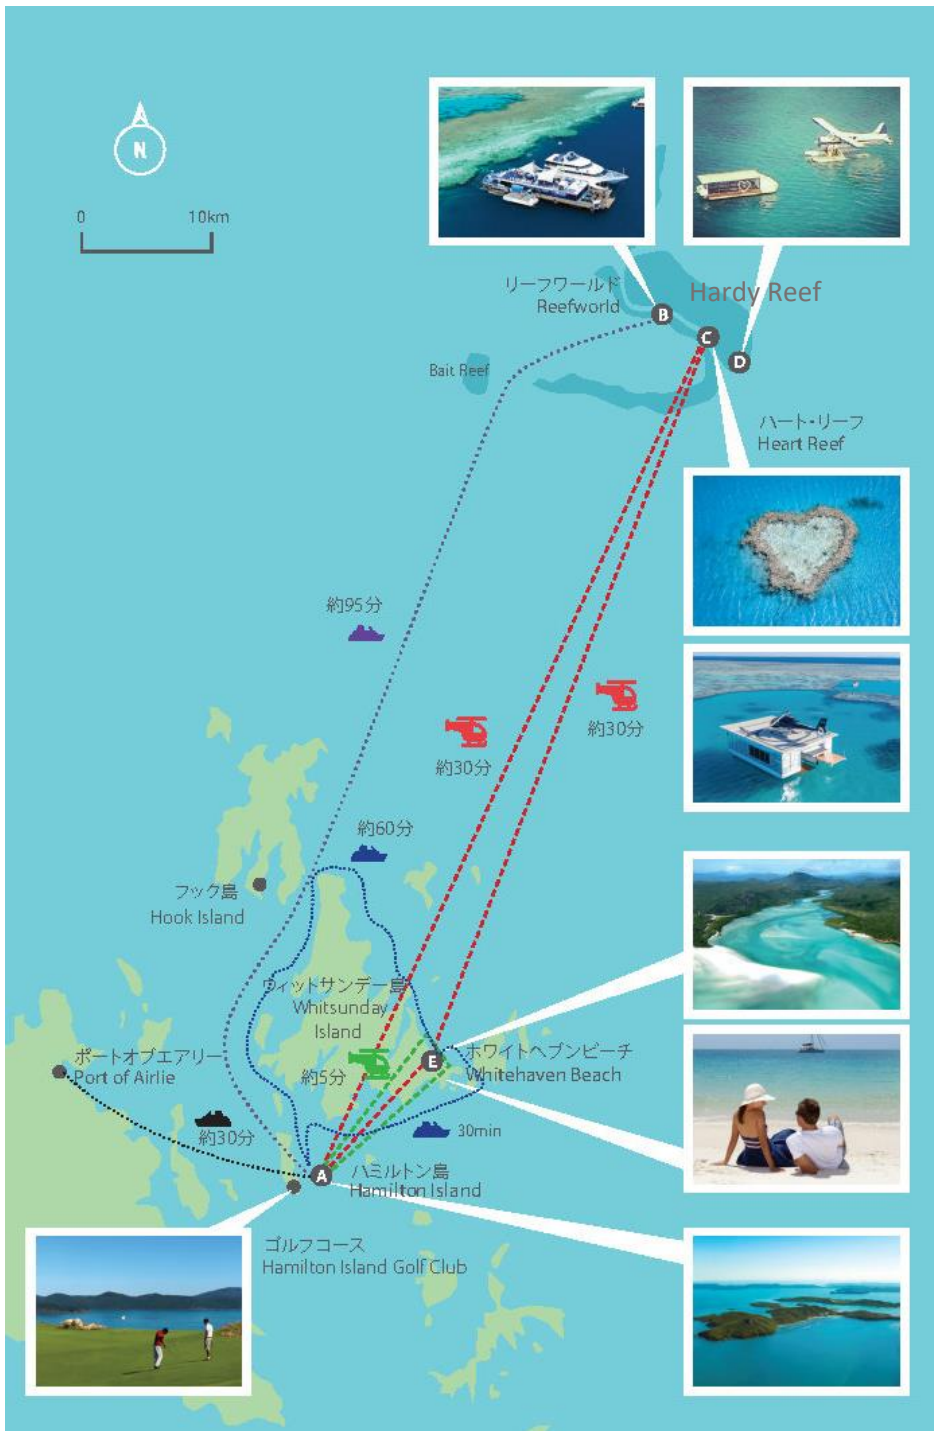 N
0 10km
リーフワールド
Reefworld
Hardy Reef
B
C
D
Bait Reef
ハート・リーフ
Heart Reef
約95分
約30分
約30分
約60分
フック島
Hook Island
ウィットサンデー島
Whitsunday
Island
約5分
E
ホワイトヘブンビーチ
Whitehaven Beach
ポートオブエアリー
Port of Airlie
約30分
30min
A
ハミルトン島
Hamilton Island
ゴルフコース
Hamilton Island Golf Club